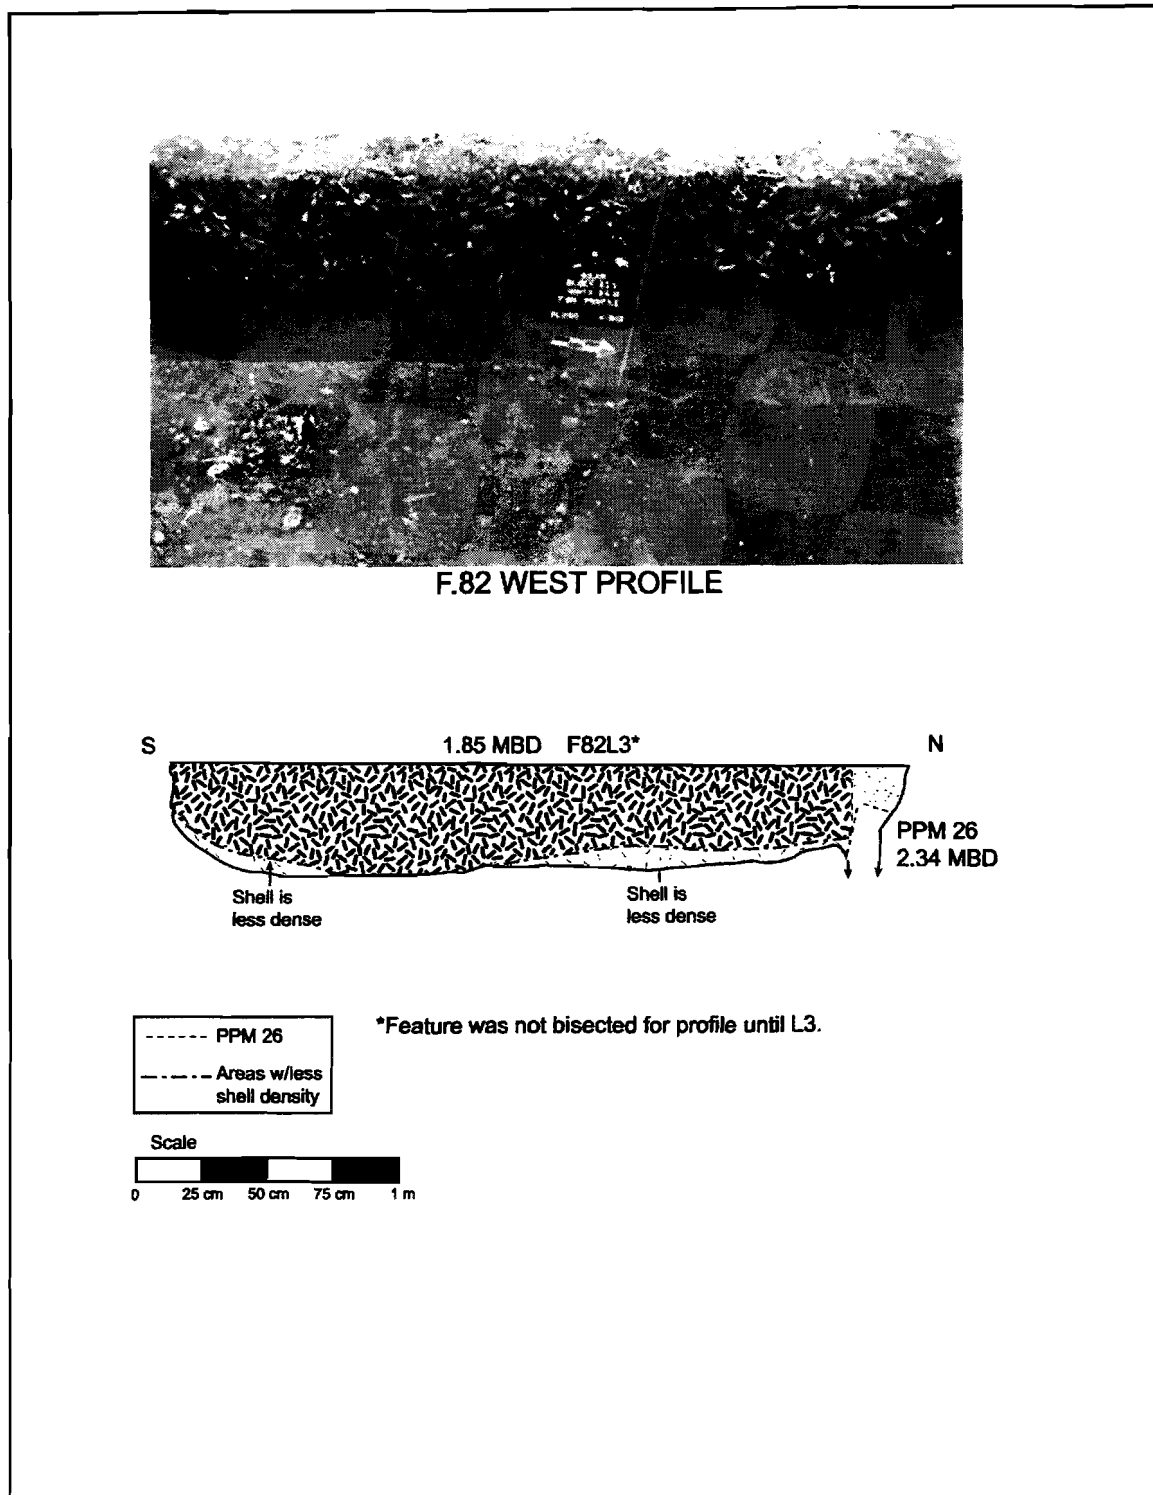 F.82 WEST PROFILE
S 1.85 MBD F82L3* N
PPM 26
2.34 MBD
Shell is
less dense
Shell is
less dense
PPM 26
Areas w/less
shell density
*Feature was not bisected for profile until L3.
Scale
0 25 cm 50 cm 75 cm 1 m